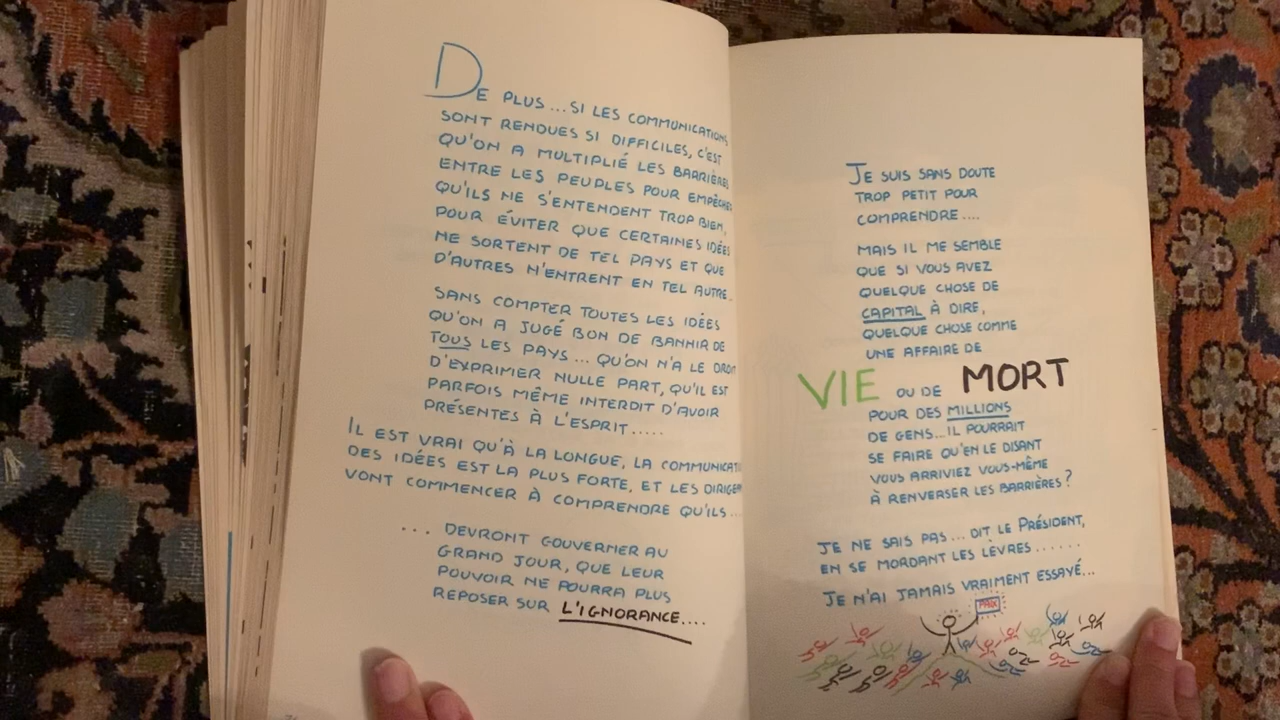 DE PLUS... SI LES COMMUNICATIONS
SONT RENDUES SI DIFFICILES, C'EST
QU'ON A MULTIPLIÉ LES BARRIÈRES
ENTRE LES PEUPLES POUR EMPÊCHER
QU'ILS NE S'ENTENDENT TROP BIEN,
POUR ÉVITER QUE CERTAINES IDÉES
NE SORTENT DE TEL PAYS ET QUE
D'AUTRES N'ENTRENT EN TEL AUTRE.
SANS COMPTER TOUTES LES IDÉES
QU'ON A JUGÉ BON DE BANNIR DE
TOUS LES PAYS... QU'ON N'A LE DROIT
D'EXPRIMER NULLE PART, QU'IL EST
PARFOIS MÊME INTERDIT D'AVOIR
PRÉSENTES À L'ESPRIT.....
IL EST VRAI QU'À LA LONGUE, LA COMMUNICAT
DES IDÉES EST LA PLUS FORTE, ET LES DIRIGE
VONT COMMENCER À COMPRENDRE QU'ILS...
... DEVRONT GOUVERNER AU
GRAND JOUR, QUE LEUR
POUVOIR NE POURRA PLUS
REPOSER SUR L'IGNORANCE....
JE SUIS SANS DOUTE
TROP PETIT POUR
COMPRENDRE....
MAIS IL ME SEMBLE
QUE SI VOUS AVEZ
QUELQUE CHOSE DE
CAPITAL À DIRE,
QUELQUE CHOSE COMME
UNE AFFAIRE DE
VIE OU DE MORT
POUR DES MILLIONS
DE GENS... IL POURRAIT
SE FAIRE QU'EN LE DISANT
VOUS ARRIVIEZ VOUS-MÊME
À RENVERSER LES BARRIÈRES?
JE NE SAIS PAS... DIT LE PRÉSIDENT,
EN SE MORDANT LES LÈVRES......
JE N'AI JAMAIS VRAIMENT ESSAYÉ...
PAIX